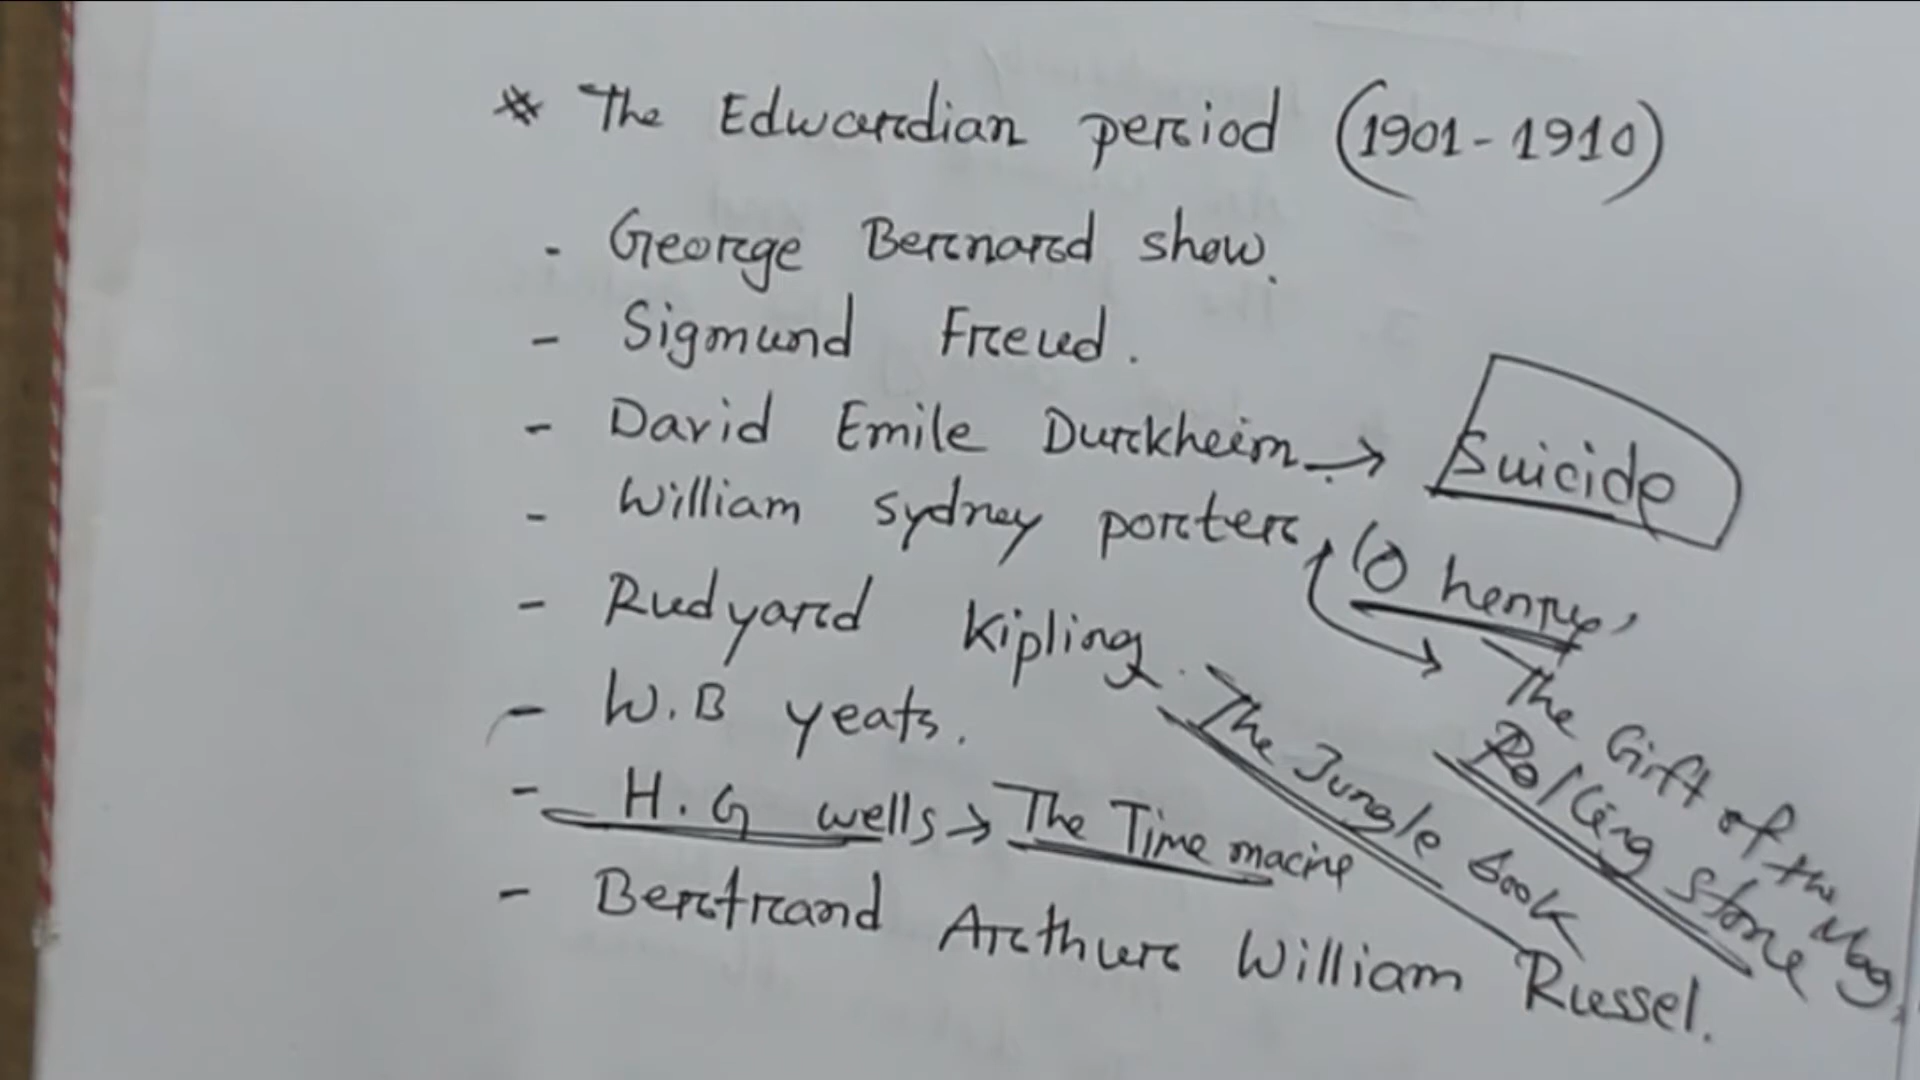 * The Edwardian period (1901-1910)
- George Bernard show.
- Sigmund Freud.
- David Emile Durkheim → Suicide
- William sydney porter, 'O henry'
→ The Gift of the Mag,
Rolling stone
- Rudyard Kipling. The Jungle book
- W.B yeats.
- H.G wells → The Time macine
- Bertrand Arthur William Russel.